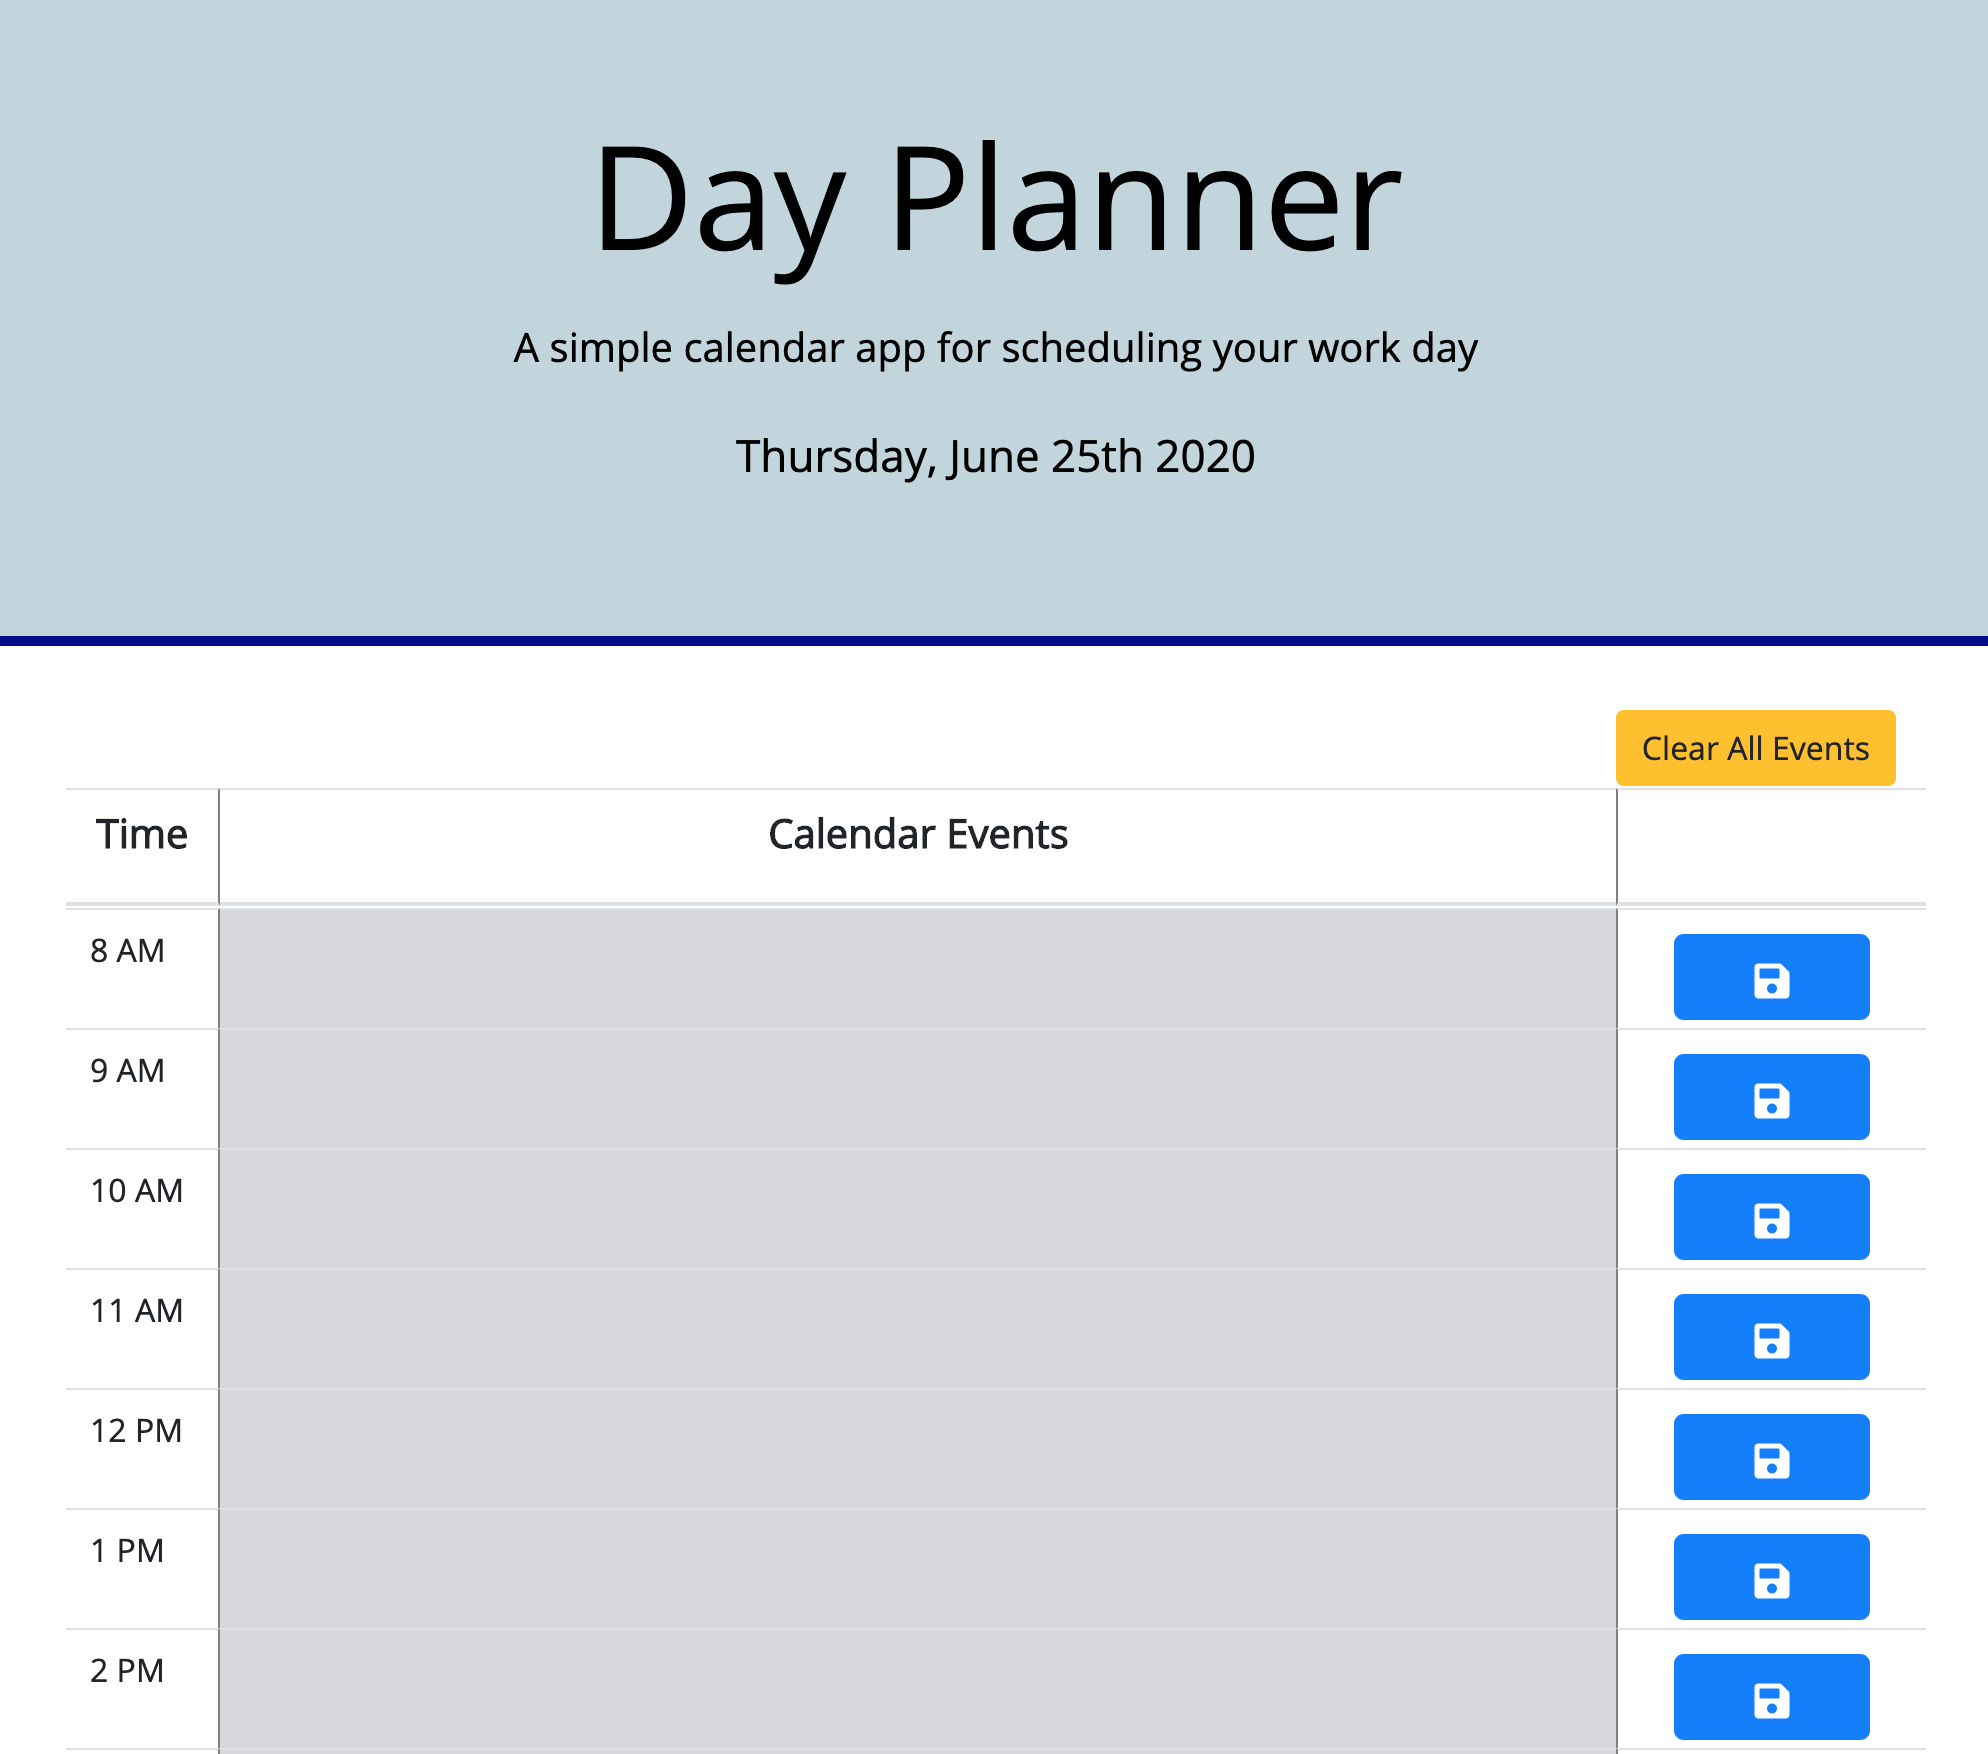 Day Planner
A simple calendar app for scheduling your work day
Thursday, June 25th 2020
Clear All Events
Time Calendar Events
8 AM
9 AM
10 AM
11 AM
12 PM
1 PM
2 PM